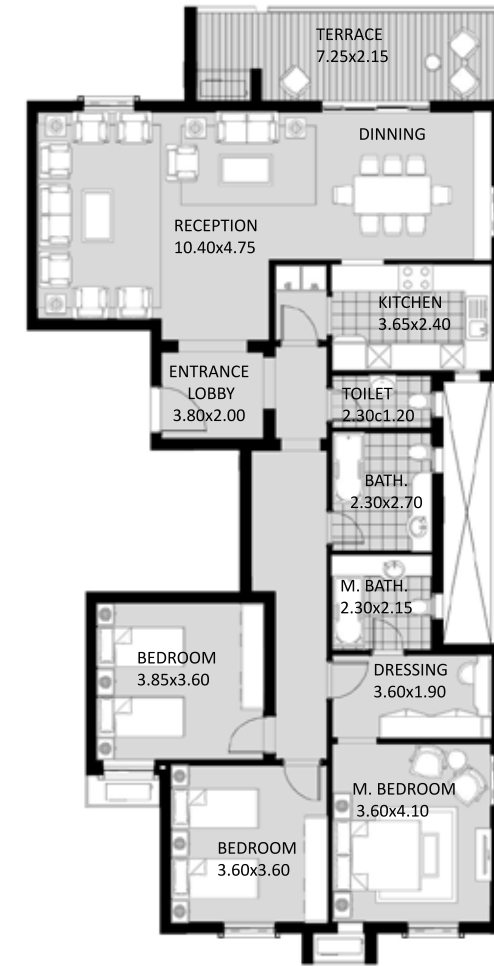 TERRACE
7.25x2.15
DINNING
RECEPTION
10.40x4.75
KITCHEN
3.65x2.40
ENTRANCE
LOBBY
3.80x2.00
TOILET
2.30c1.20
BATH.
2.30x2.70
M. BATH.
2.30x2.15
BEDROOM
3.85x3.60
DRESSING
3.60x1.90
M. BEDROOM
3.60x4.10
BEDROOM
3.60x3.60